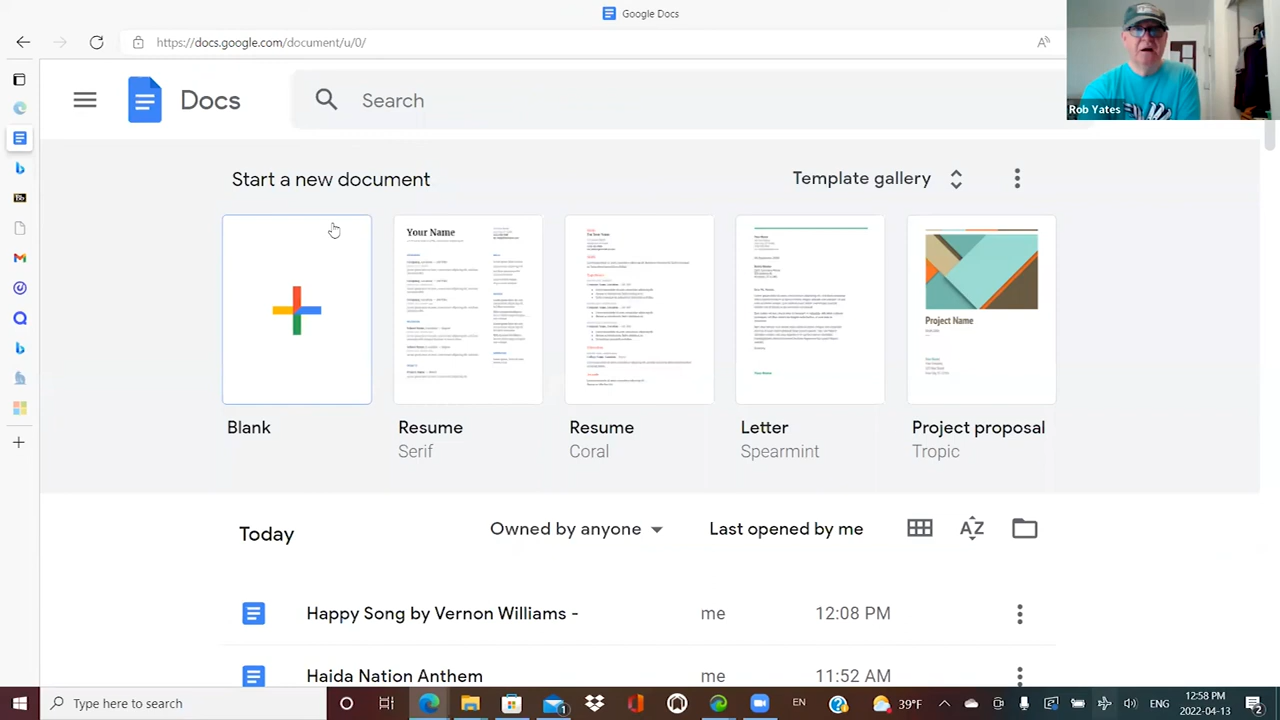 Google Docs
https://docs.google.com/document/u/0/
A
Rob Yates
Docs
Search
Start a new document
Template gallery
Your Name
Project Name
Blank
Resume
Resume
Letter
Project proposal
Serif
Coral
Spearmint
Tropic
Today
Owned by anyone
Last opened by me
AZ
Happy Song by Vernon Williams -
me
12:08 PM
Haida Nation Anthem
me
11:52 AM
Type here to search
1
EN
39°F
ENG
12:58 PM
2022-04-13
2